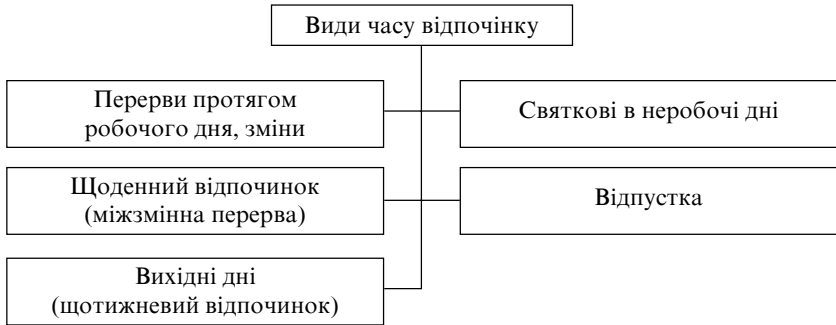 Види часу відпочінку
Перерви протягом
робочого дня, зміни
Святкові в неробочі дні
Щоденний відпочинок
(міжзмінна перерва)
Відпустка
Вихідні дні
(щотижневий відпочинок)